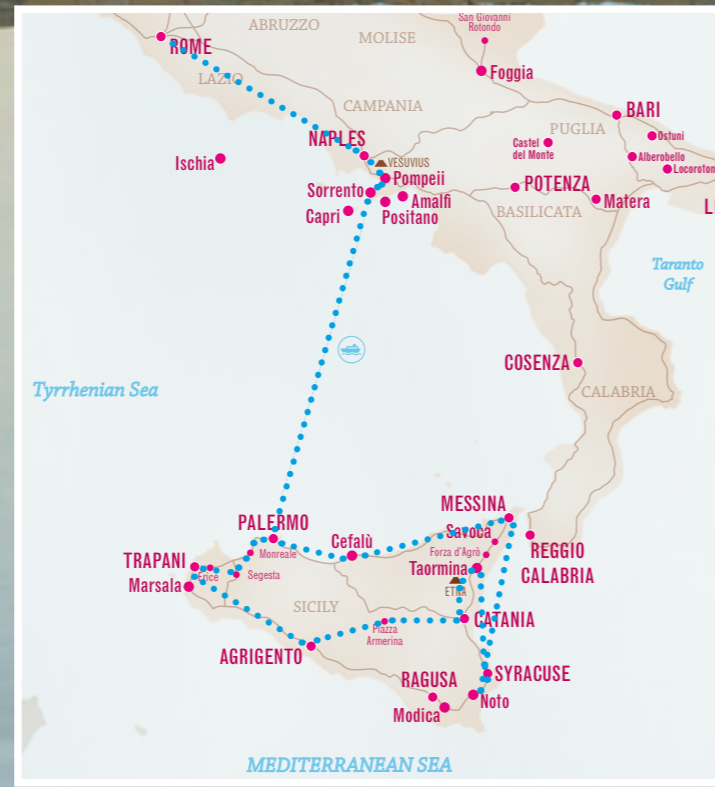 San Giovanni
Rotondo
ABRUZZO
MOLISE
ROME
LAZIO
Foggia
CAMPANIA
BARI
PUGLIA
Ostuni
NAPLES
Castel
del Monte
VESUVIUS
Alberobello
Ischia
Locoroton
Pompeii
POTENZA
Sorrento
Amalfi
Matera
Capri
Positano
BASILICATA
L
Taranto
Gulf
COSENZA
Tyrrhenian Sea
CALABRIA
MESSINA
PALERMO
Savoca
Cefalù
Monreale
Forza d'Agrò
REGGIO
CALABRIA
TRAPANI
Erice
Segesta
Taormina
Marsala
ETNA
SICILY
CATANIA
Piazza
Armerina
AGRIGENTO
SYRACUSE
RAGUSA
Noto
Modica
MEDITERRANEAN SEA